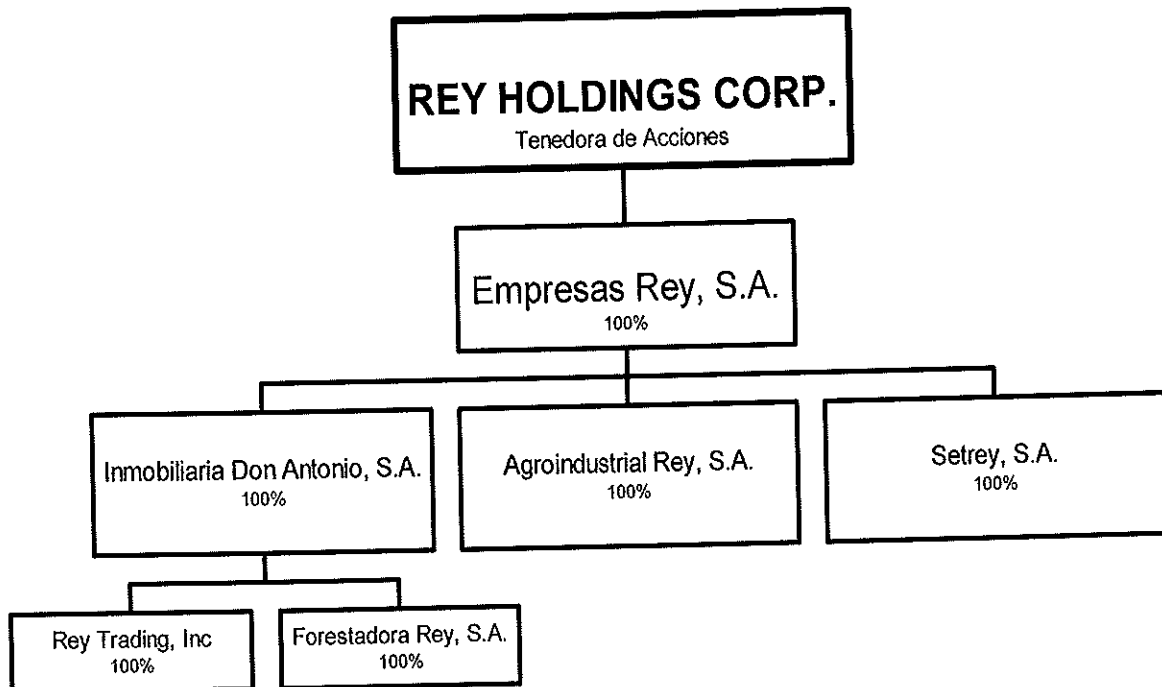 REY HOLDINGS CORP.
Tenedora de Acciones
Empresas Rey, S.A.
100%
Inmobiliaria Don Antonio, S.A.
100%
Agroindustrial Rey, S.A.
100%
Setrey, S.A.
100%
Rey Trading, Inc
100%
Forestadora Rey, S.A.
100%